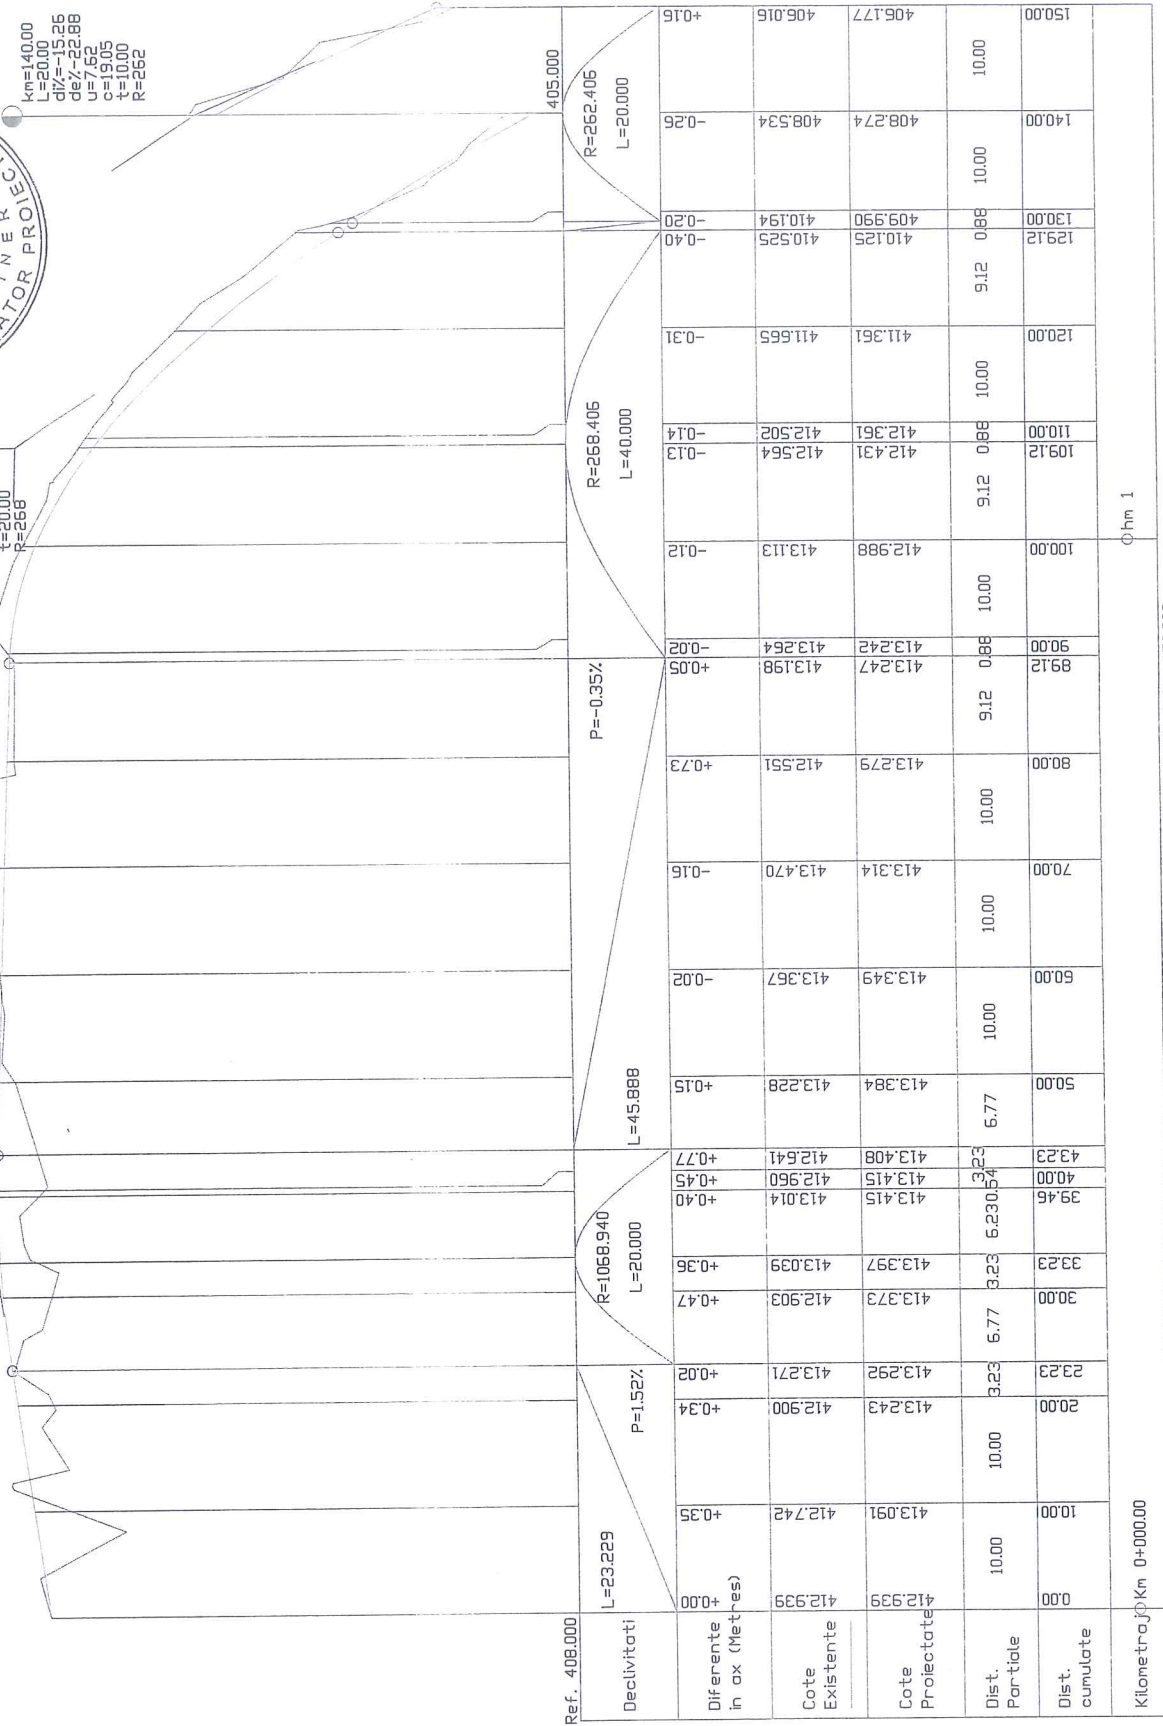 km=140.00
L=20.00
di%=-15.26
de%-22.88
u=7.62
c=19.05
t=10.00
R=262
NER
ATOR PROIECT
t=20.00
R=268
Ref. 408.000
405.000
Declivitati
L=23.229
P=1.52%
R=1068.940
L=20.000
L=45.888
P=-0.35%
R=268.406
L=40.000
R=262.406
L=20.000
Diferente
in ax (Metres)
+0.00 +0.35 +0.34 +0.02 +0.47 +0.36 +0.40 +0.45 +0.77 +0.15 -0.02 -0.16 +0.73 +0.05 -0.02 -0.12 -0.13 -0.14 -0.31 -0.40 -0.20 -0.26 +0.16
Cote
Existente
412.939 412.742 412.900 413.271 412.903 413.039 413.014 412.960 412.641 413.228 413.367 413.470 412.551 413.198 413.264 413.113 412.564 412.502 411.665 410.525 410.194 408.534 406.016
Cote
Proiectate
412.939 413.091 413.243 413.292 413.373 413.397 413.415 413.415 413.408 413.384 413.349 413.314 413.279 413.247 413.242 412.988 412.431 412.361 411.361 410.125 409.990 408.274 406.177
Dist.
Partiale
10.00 10.00 3.23 6.77 3.23 6.23 0.54 3.23 6.77 10.00 10.00 10.00 9.12 0.88 10.00 9.12 0.88 10.00 9.12 0.88 10.00 10.00
Dist.
cumulate
0.00 10.00 20.00 23.23 30.00 33.23 39.46 40.00 43.23 50.00 60.00 70.00 80.00 89.12 90.00 100.00 109.12 110.00 120.00 129.12 130.00 140.00 150.00
Kilometraj Km 0+000.00
hm 1